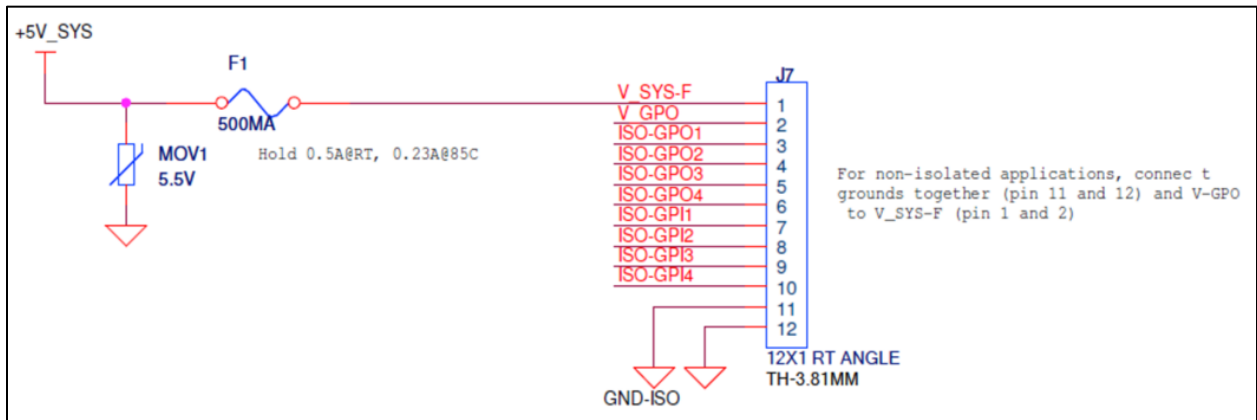 +5V_SYS
F1
500MA
Hold 0.5A@RT, 0.23A@85C
MOV1
5.5V
J7
V_SYS-F 1
V_GPO 2
ISO-GPO1 3
ISO-GPO2 4
ISO-GPO3 5
ISO-GPO4 6
ISO-GPI1 7
ISO-GPI2 8
ISO-GPI3 9
ISO-GPI4 10
11
12
GND-ISO
12X1 RT ANGLE
TH-3.81MM
For non-isolated applications, connec t
grounds together (pin 11 and 12) and V-GPO
to V_SYS-F (pin 1 and 2)